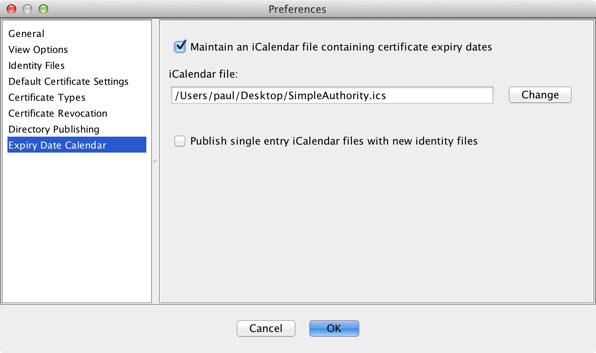 Preferences
General
View Options
Identity Files
Default Certificate Settings
Certificate Types
Certificate Revocation
Directory Publishing
Expiry Date Calendar
Maintain an iCalendar file containing certificate expiry dates
iCalendar file:
/Users/paul/Desktop/SimpleAuthority.ics
Change
Publish single entry iCalendar files with new identity files
Cancel
OK